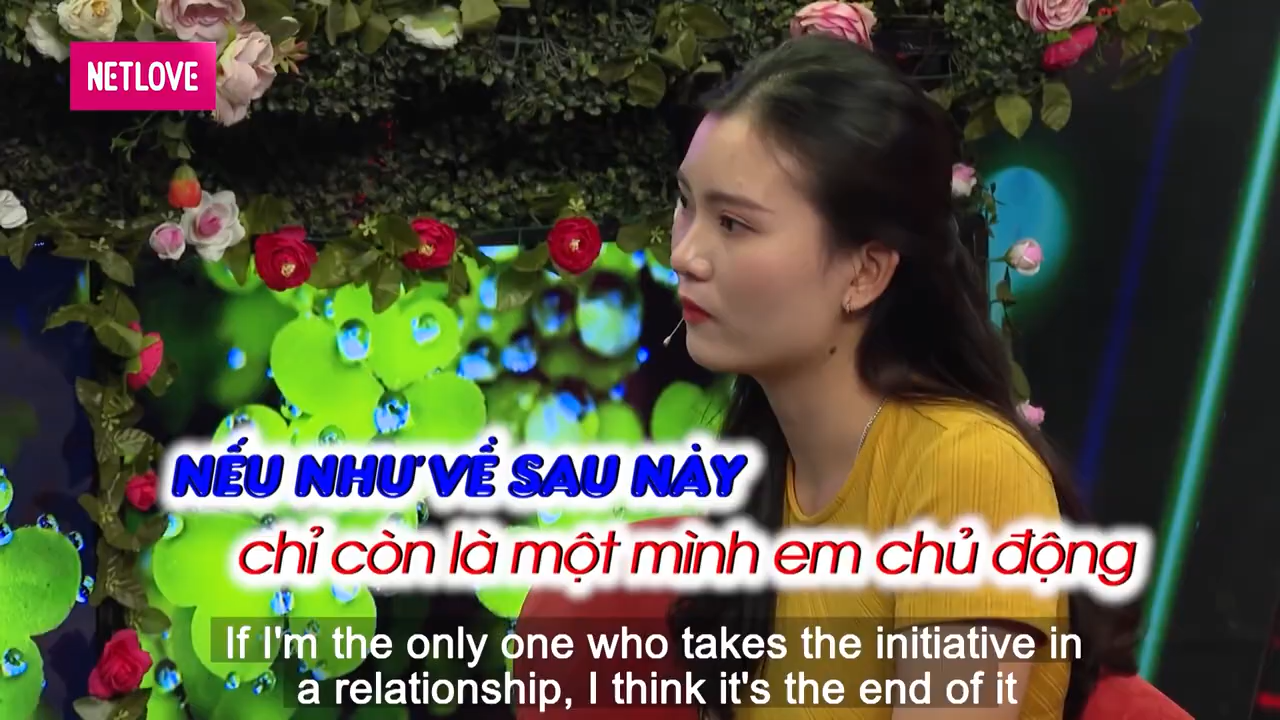 NETLOVE
NẾU NHƯ VỀ SAU NÀY
chỉ còn là một mình em chủ động
If I'm the only one who takes the initiative in
a relationship, I think it's the end of it